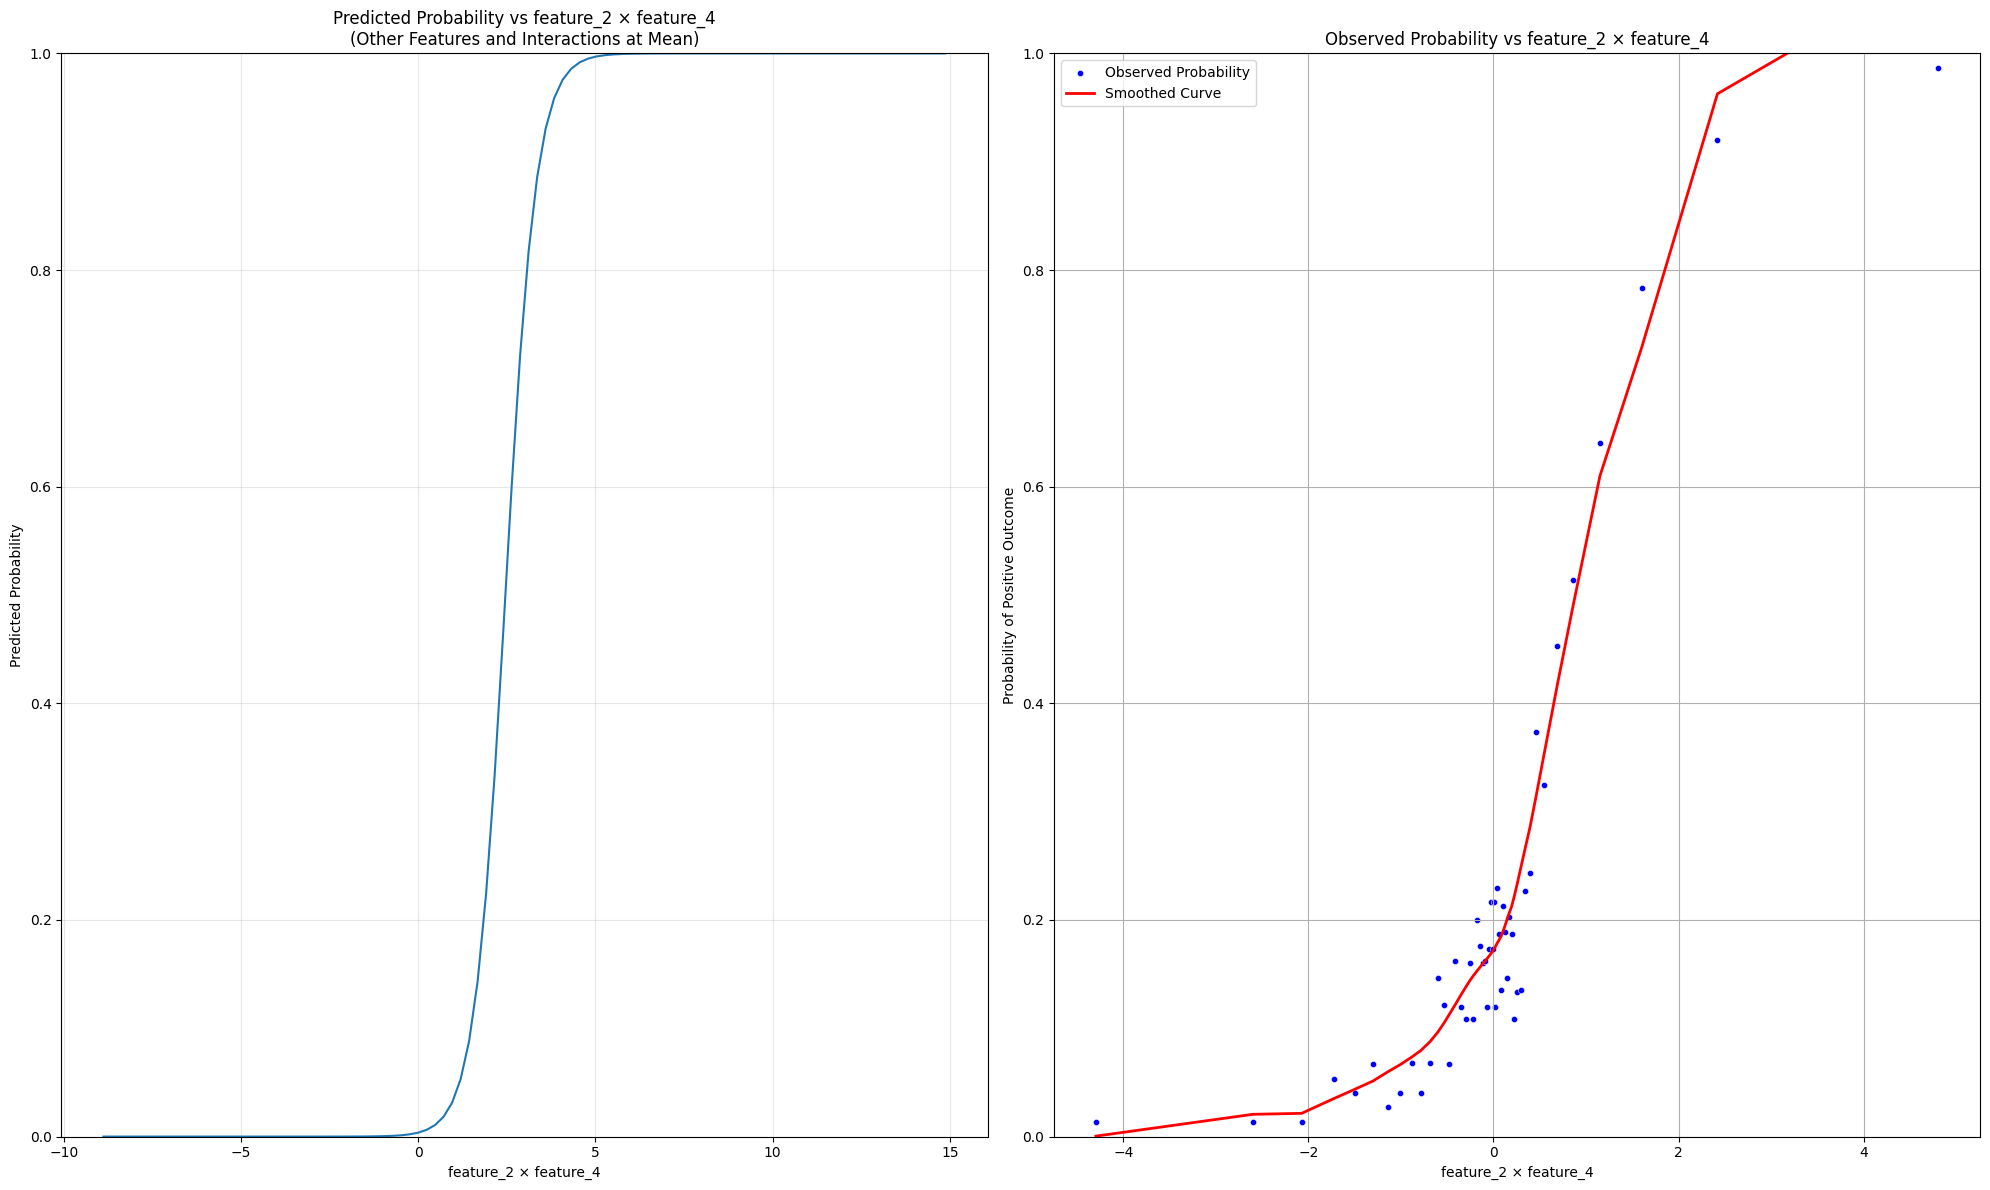 Predicted Probability vs feature_2 × feature_4
(Other Features and Interactions at Mean)
Predicted Probability
1.0
0.8
0.6
0.4
0.2
0.0
−10
−5
0
5
10
15
feature_2 × feature_4
Observed Probability vs feature_2 × feature_4
Observed Probability
Smoothed Curve
Probability of Positive Outcome
1.0
0.8
0.6
0.4
0.2
0.0
−4
−2
0
2
4
feature_2 × feature_4